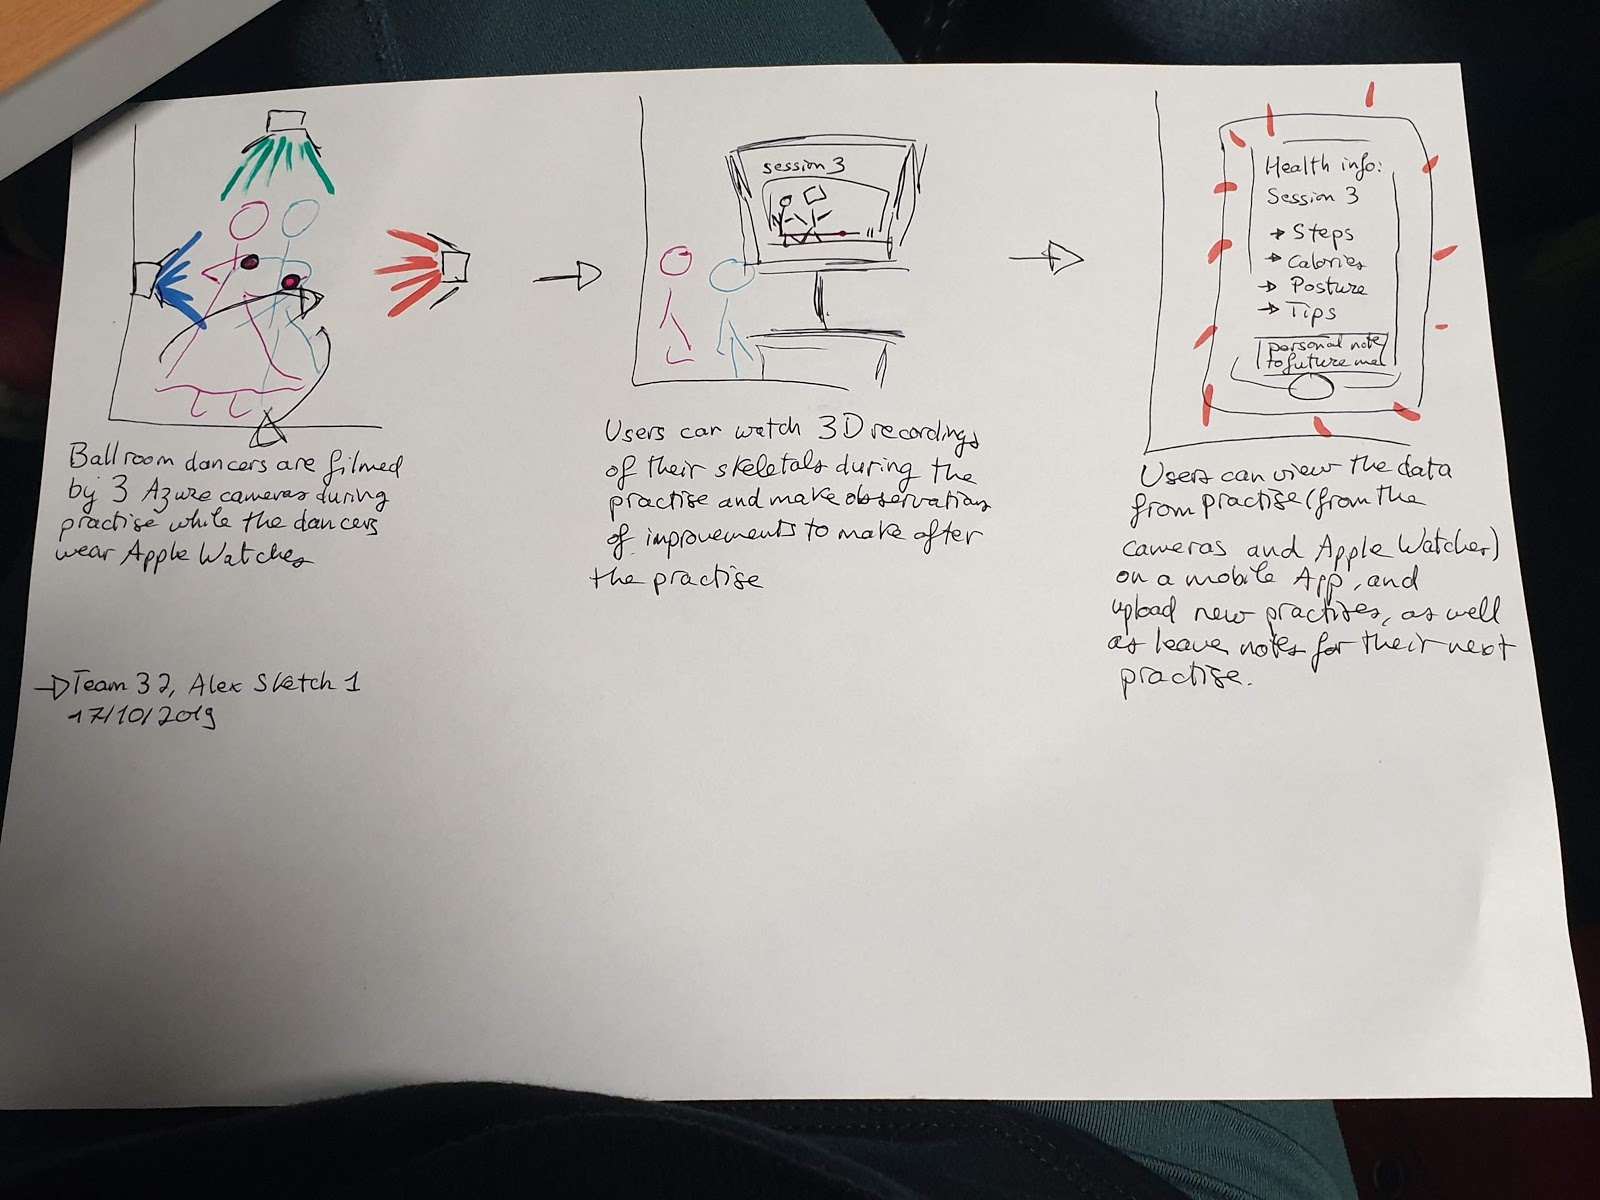 Ballroom dancers are filmed
by 3 Azure cameras during
practise while the dancers
wear Apple Watches
→ Team 32, Alex Sketch 1
17/10/2019
session 3
Users can watch 3D recordings
of their skeletals during the
practise and make observations
of improvements to make after
the practise
Health info:
Session 3
→ Steps
→ Calories
→ Posture
→ Tips
personal note
to future me
Users can view the data
from practise (from the
cameras and Apple Watches)
on a mobile App, and
upload new practises, as well
as leave notes for their next
practise.